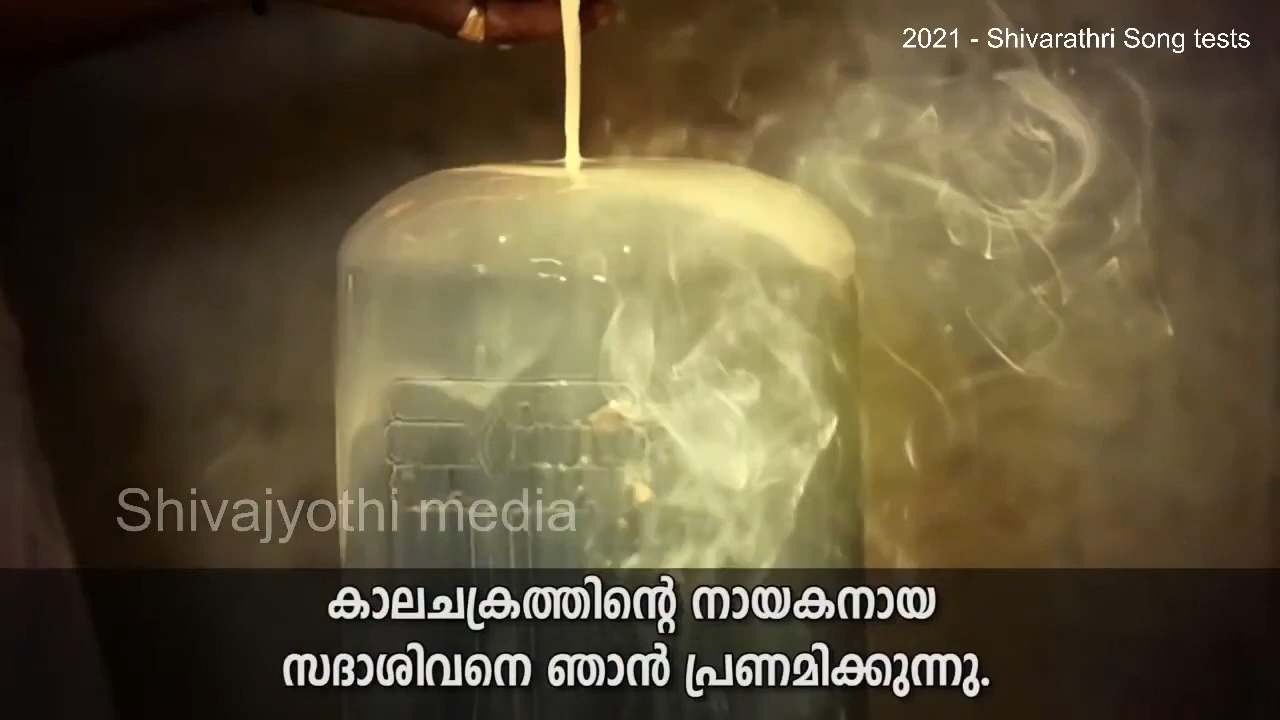 2021 - Shivarathri Song tests
Shivajyothi media
കാലചക്രത്തിന്റെ നായകനായ
സദാശിവനെ ഞാൻ പ്രണമിക്കുന്നു.